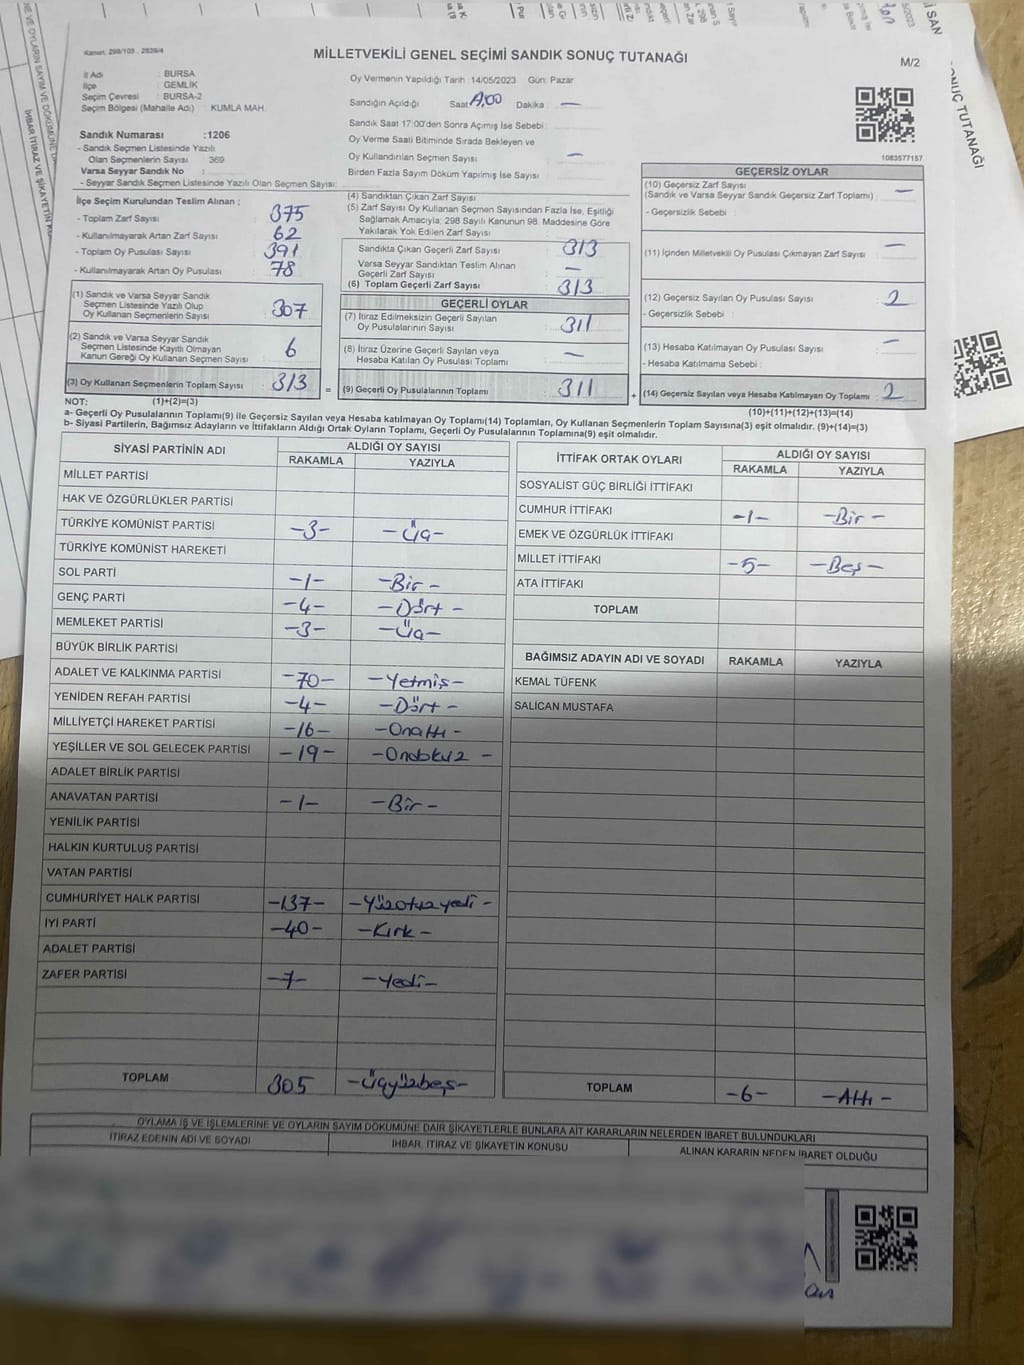 Kanun, 298/105 , 2839/4
MİLLETVEKİLİ GENEL SEÇİMİ SANDIK SONUÇ TUTANAĞI
M/2
İl Adı : BURSA
İlçe : GEMLİK
Seçim Çevresi : BURSA-2
Seçim Bölgesi (Mahalle Adı) : KUMLA MAH.
Oy Vermenin Yapıldığı Tarih : 14/05/2023 Gün: Pazar
Sandığın Açıldığı Saat Dakika : —
Sandık Saat 17:00'den Sonra Açımış İse Sebebi :
Oy Verme Saati Bitiminde Sırada Bekleyen ve
Oy Kullandırılan Seçmen Sayısı : —
Birden Fazla Sayım Döküm Yapılmış İse Sayısı :
Sandık Numarası :1206
- Sandık Seçmen Listesinde Yazılı
Olan Seçmenlerin Sayısı : 369
Varsa Seyyar Sandık No :
- Seyyar Sandık Seçmen Listesinde Yazılı Olan Seçmen Sayısı:
1083577157
İlçe Seçim Kurulundan Teslim Alınan ;
- Toplam Zarf Sayısı : 375
- Kullanılmayarak Artan Zarf Sayısı : 62
- Toplam Oy Pusulası Sayısı : 391
- Kullanılmayarak Artan Oy Pusulası : 78
(1) Sandık ve Varsa Seyyar Sandık
Seçmen Listesinde Yazılı Olup
Oy Kullanan Seçmenlerin Sayısı : 307
(2) Sandık ve Varsa Seyyar Sandık
Seçmen Listesinde Kayıtlı Olmayan
Kanun Gereği Oy Kullanan Seçmen Sayısı : 6
(3) Oy Kullanan Seçmenlerin Toplam Sayısı : 313
(4) Sandıktan Çıkan Zarf Sayısı :
(5) Zarf Sayısı Oy Kullanan Seçmen Sayısından Fazla İse, Eşitliği
Sağlamak Amacıyla; 298 Sayılı Kanunun 98. Maddesine Göre
Yakılarak Yok Edilen Zarf Sayısı :
Sandıkta Çıkan Geçerli Zarf Sayısı : 313
Varsa Seyyar Sandıktan Teslim Alınan
Geçerli Zarf Sayısı : —
(6) Toplam Geçerli Zarf Sayısı : 313
GEÇERLİ OYLAR
(7) İtiraz Edilmeksizin Geçerli Sayılan
Oy Pusulalarının Sayısı : 311
(8) İtiraz Üzerine Geçerli Sayılan veya
Hesaba Katılan Oy Pusulası Toplamı : —
= (9) Geçerli Oy Pusulalarının Toplamı : 311
GEÇERSİZ OYLAR
(10) Geçersiz Zarf Sayısı
(Sandık ve Varsa Seyyar Sandık Geçersiz Zarf Toplamı) : —
- Geçersizlik Sebebi :
(11) İçinden Milletvekili Oy Pusulası Çıkmayan Zarf Sayısı : —
(12) Geçersiz Sayılan Oy Pusulası Sayısı : 2
- Geçersizlik Sebebi :
(13) Hesaba Katılmayan Oy Pusulası Sayısı : —
- Hesaba Katılmama Sebebi :
+ (14) Geçersiz Sayılan veya Hesaba Katılmayan Oy Toplamı : 2
NOT: (1)+(2)=(3)
(10)+(11)+(12)+(13)=(14)
a- Geçerli Oy Pusulalarının Toplamı(9) ile Geçersiz Sayılan veya Hesaba katılmayan Oy Toplamı(14) Toplamları, Oy Kullanan Seçmenlerin Toplam Sayısına(3) eşit olmalıdır. (9)+(14)=(3)
b- Siyasi Partilerin, Bağımsız Adayların ve İttifakların Aldığı Ortak Oyların Toplamı, Geçerli Oy Pusulalarının Toplamına(9) eşit olmalıdır.
SİYASİ PARTİNİN ADI ALDIĞI OY SAYISI
RAKAMLA YAZIYLA
MİLLET PARTİSİ
HAK VE ÖZGÜRLÜKLER PARTİSİ
TÜRKİYE KOMÜNİST PARTİSİ -3- -Üç-
TÜRKİYE KOMÜNİST HAREKETİ
SOL PARTİ -1- -Bir-
GENÇ PARTİ -4- -Dört-
MEMLEKET PARTİSİ -3- -Üç-
BÜYÜK BİRLİK PARTİSİ
ADALET VE KALKINMA PARTİSİ -70- -Yetmiş-
YENİDEN REFAH PARTİSİ -4- -Dört-
MİLLİYETÇİ HAREKET PARTİSİ -16- -Onaltı-
YEŞİLLER VE SOL GELECEK PARTİSİ -19- -Ondokuz-
ADALET BİRLİK PARTİSİ
ANAVATAN PARTİSİ -1- -Bir-
YENİLİK PARTİSİ
HALKIN KURTULUŞ PARTİSİ
VATAN PARTİSİ
CUMHURİYET HALK PARTİSİ -137- -Yüzotuzyedi-
İYİ PARTİ -40- -Kırk-
ADALET PARTİSİ
ZAFER PARTİSİ -7- -Yedi-
TOPLAM 305 -Üçyüzbeş-
İTTİFAK ORTAK OYLARI ALDIĞI OY SAYISI
RAKAMLA YAZIYLA
SOSYALİST GÜÇ BİRLİĞİ İTTİFAKI
CUMHUR İTTİFAKI -1- -Bir-
EMEK VE ÖZGÜRLÜK İTTİFAKI
MİLLET İTTİFAKI -5- -Beş-
ATA İTTİFAKI
TOPLAM
BAĞIMSIZ ADAYIN ADI VE SOYADI RAKAMLA YAZIYLA
KEMAL TÜFENK
SALİCAN MUSTAFA
TOPLAM -6- -Altı-
OYLAMA İŞ VE İŞLEMLERİNE VE OYLARIN SAYIM DÖKÜMÜNE DAİR ŞİKAYETLERLE BUNLARA AİT KARARLARIN NELERDEN İBARET BULUNDUKLARI
İTİRAZ EDENİN ADI VE SOYADI İHBAR, İTİRAZ VE ŞİKAYETİN KONUSU ALINAN KARARIN NEDEN İBARET OLDUĞU